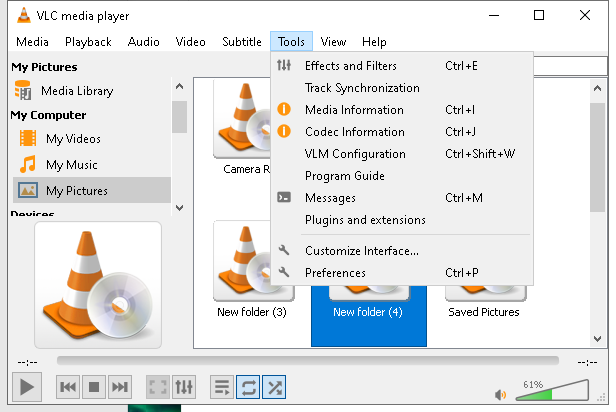 VLC media player
Media Playback Audio Video Subtitle Tools View Help
My Pictures
Media Library
My Computer
My Videos
My Music
My Pictures
Devices
Effects and Filters Ctrl+E
Track Synchronization
Media Information Ctrl+I
Codec Information Ctrl+J
VLM Configuration Ctrl+Shift+W
Program Guide
Messages Ctrl+M
Plugins and extensions
Customize Interface...
Preferences Ctrl+P
Camera R
New folder (3) New folder (4) Saved Pictures
--:-- --:--
61%